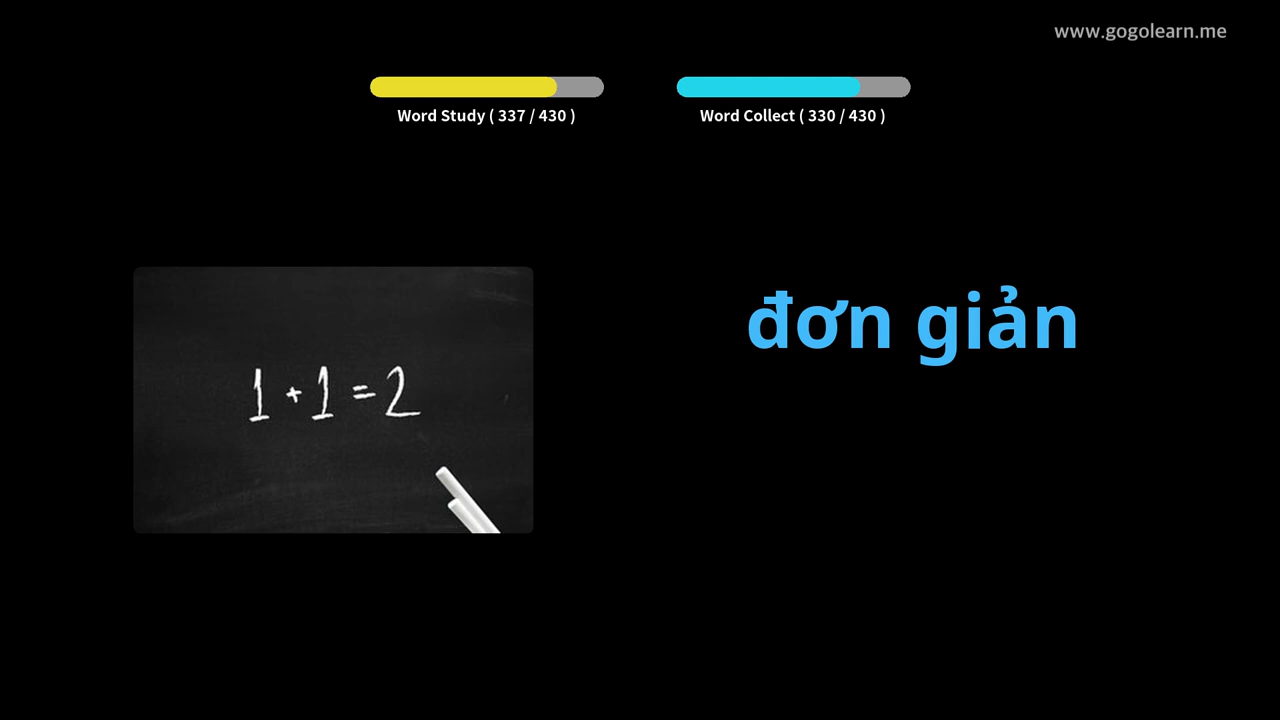 www.gogolearn.me
Word Study ( 337 / 430 )
Word Collect ( 330 / 430 )
đơn giản
1 + 1 = 2